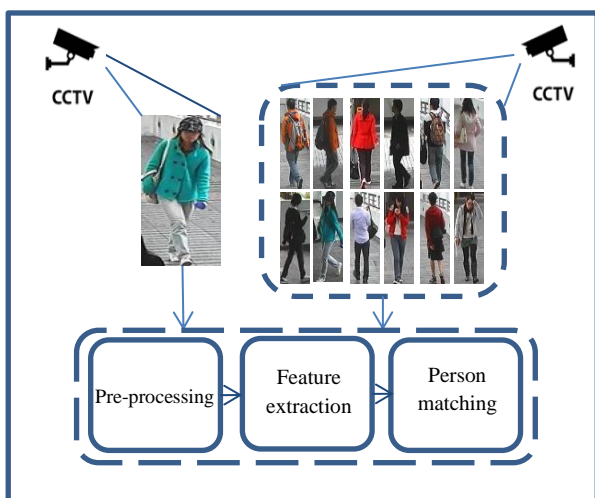 CCTV
CCTV
Pre-processing
Feature
extraction
Person
matching